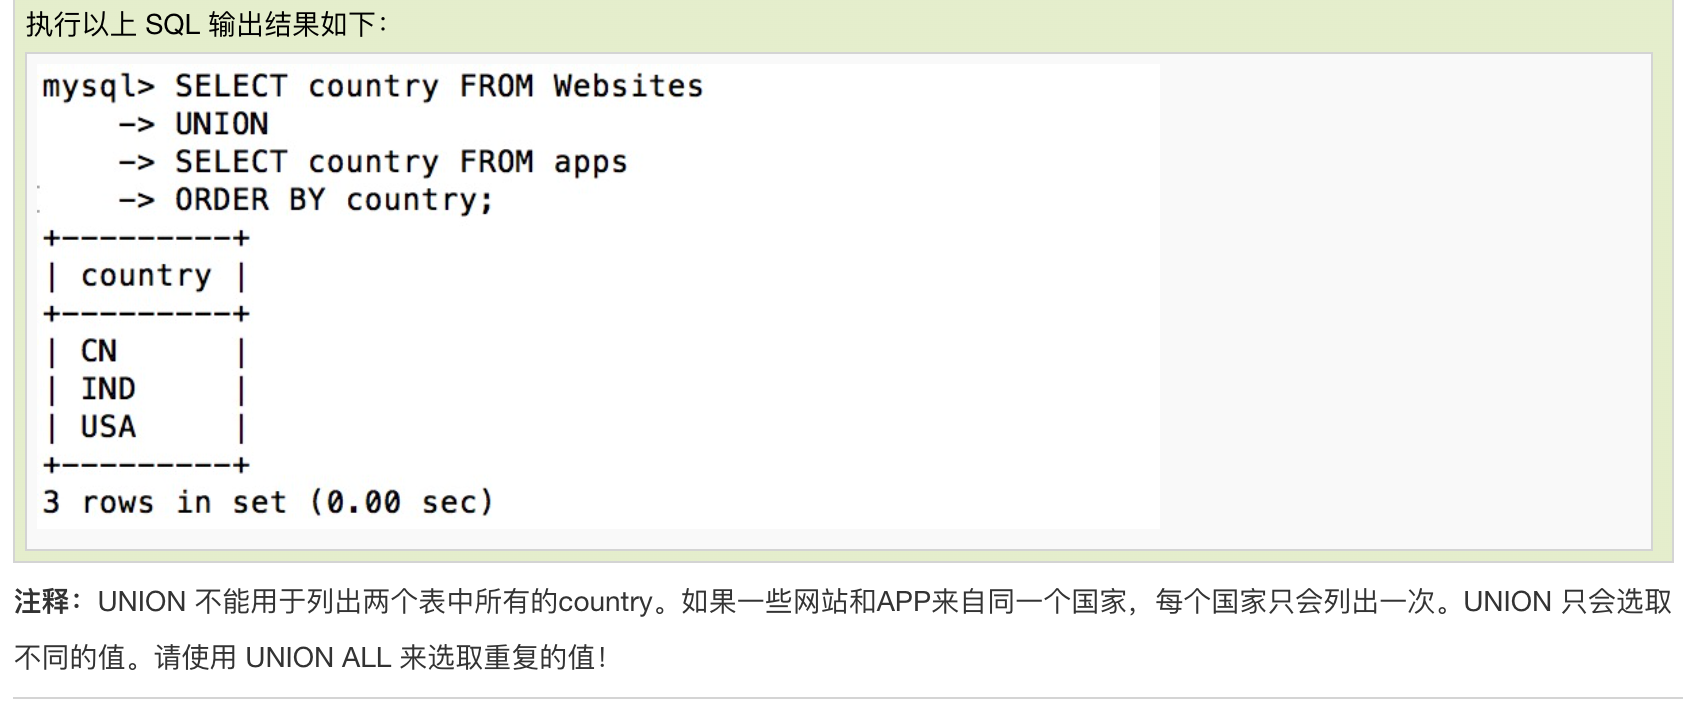 执行以上 SQL 输出结果如下：
mysql> SELECT country FROM Websites
    -> UNION
    -> SELECT country FROM apps
    -> ORDER BY country;
+---------+
| country |
+---------+
| CN      |
| IND     |
| USA     |
+---------+
3 rows in set (0.00 sec)
注释：UNION 不能用于列出两个表中所有的country。如果一些网站和APP来自同一个国家，每个国家只会列出一次。UNION 只会选取
不同的值。请使用 UNION ALL 来选取重复的值！